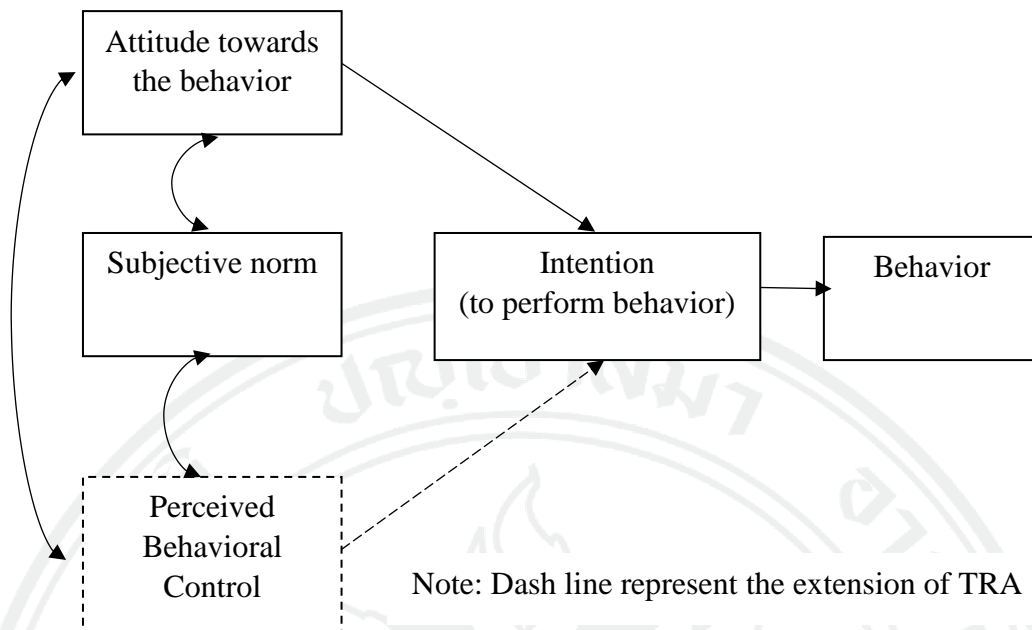 Attitude towards
the behavior
Subjective norm
Intention
(to perform behavior)
Behavior
Perceived
Behavioral
Control
Note: Dash line represent the extension of TRA